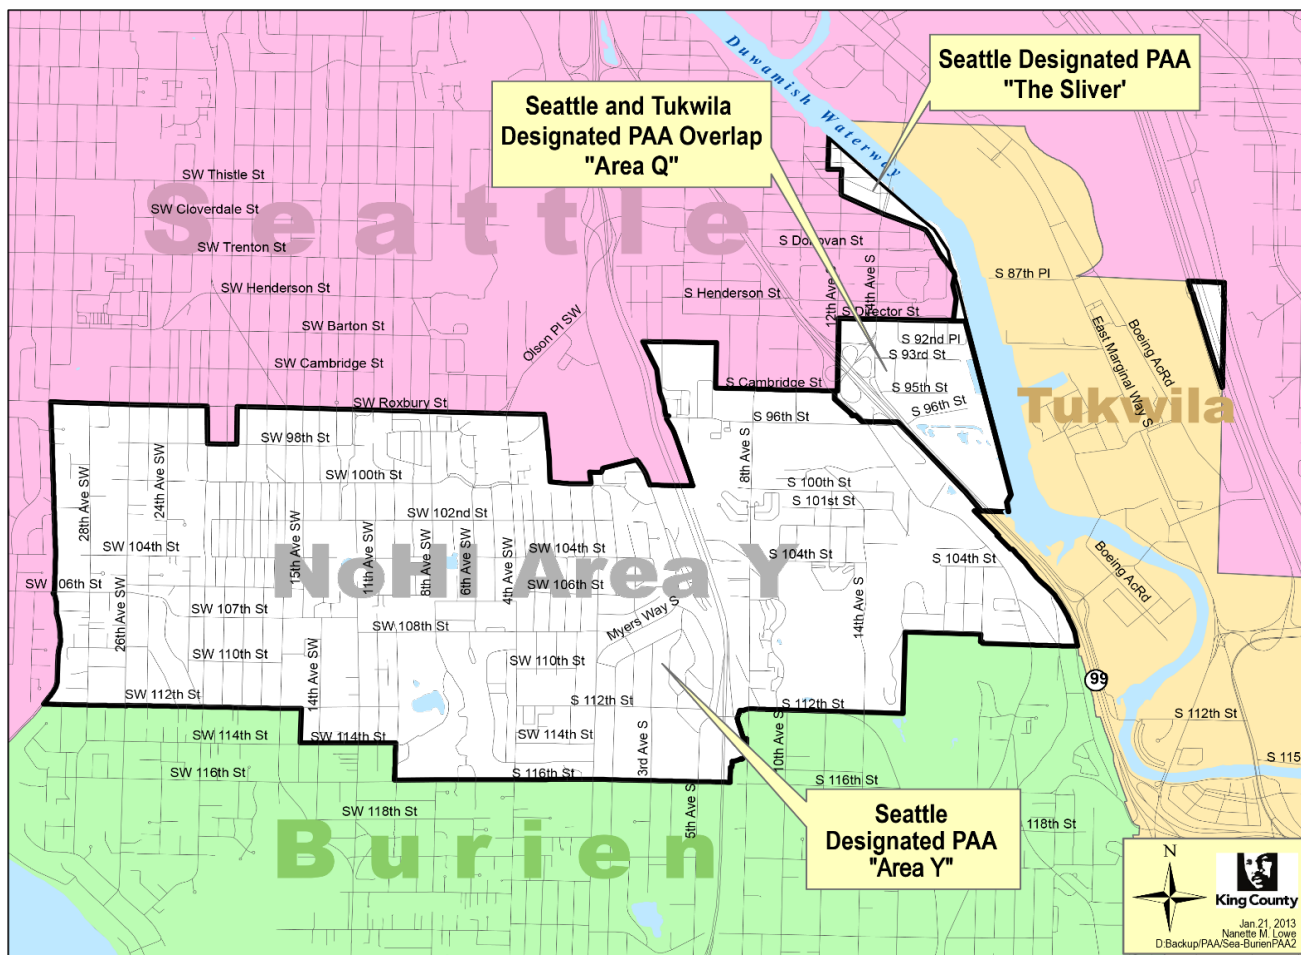 Duwamish Waterway
Seattle Designated PAA
"The Sliver'
Seattle and Tukwila
Designated PAA Overlap
"Area Q"
SW Thistle St
SW Cloverdale St
Seattle
SW Trenton St
S Donovan St
SW Henderson St
S Henderson St
12th Ave S
14th Ave S
S 87th Pl
S Director St
SW Barton St
Olson Pl SW
S 92nd Pl
S 93rd St
East Marginal Way S
Boeing AcRd
SW Cambridge St
S Cambridge St
S 95th St
SW Roxbury St
S 96th St
S 96th St
Tukwila
SW 98th St
28th Ave SW
24th Ave SW
SW 100th St
8th Ave S
S 100th St
S 101st St
SW 102nd St
15th Ave SW
11th Ave SW
8th Ave SW
6th Ave SW
4th Ave SW
SW 104th St
SW 104th St
S 104th St
S 104th St
NoHI Area Y
Boeing AcRd
SW 106th St
SW 106th St
26th Ave SW
SW 107th St
SW 108th St
Myers Way S
14th Ave S
SW 110th St
SW 110th St
14th Ave SW
99
SW 112th St
S 112th St
S 112th St
S 112th St
SW 114th St
SW 114th St
SW 114th St
3rd Ave S
10th Ave S
S 115
SW 116th St
S 116th St
S 116th St
SW 118th St
5th Ave S
118th St
Seattle
Designated PAA
"Area Y"
Burien
N
King County
Jan.21, 2013
Nanette M. Lowe
D:Backup/PAA/Sea-BurienPAA2